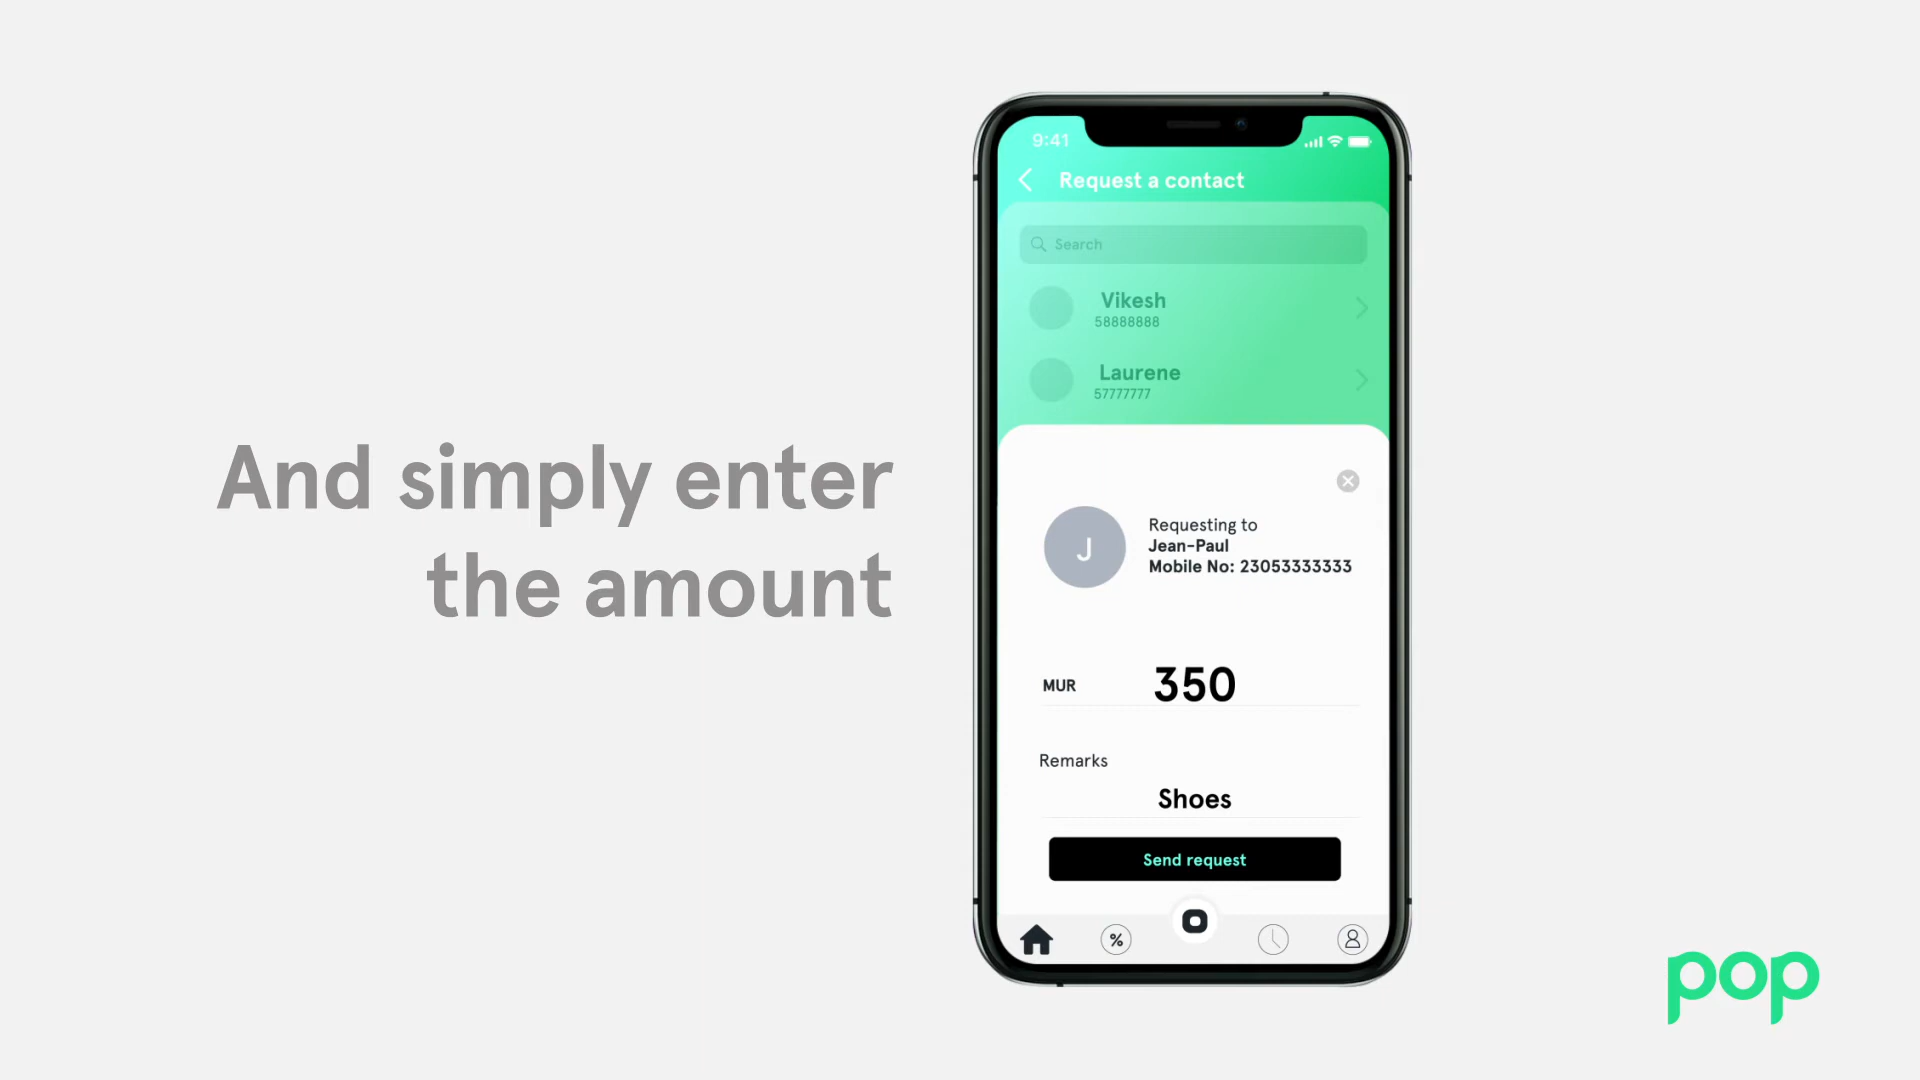 And simply enter
the amount
9:41
Request a contact
Search
Vikesh
58888888
Laurene
57777777
J
Requesting to
Jean-Paul
Mobile No: 23053333333
MUR 350
Remarks
Shoes
Send request
%
pop